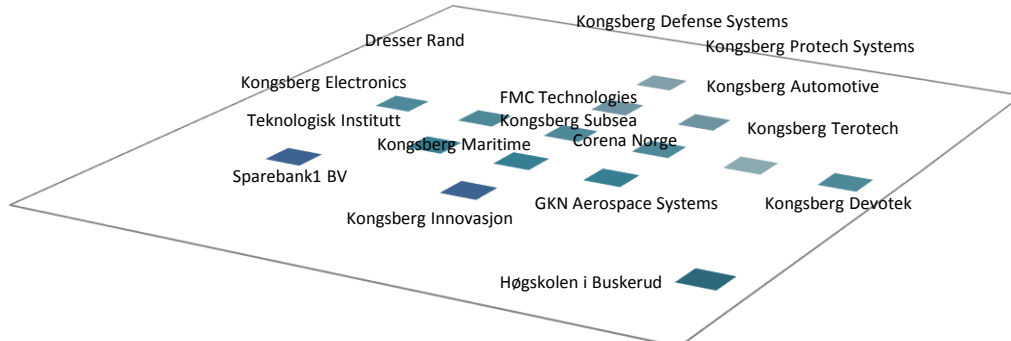 Kongsberg Defense Systems
Dresser Rand
Kongsberg Protech Systems
Kongsberg Electronics
Kongsberg Automotive
FMC Technologies
Teknologisk Institutt
Kongsberg Subsea
Kongsberg Terotech
Kongsberg Maritime
Corena Norge
Sparebank1 BV
Kongsberg Innovasjon
GKN Aerospace Systems
Kongsberg Devotek
Høgskolen i Buskerud